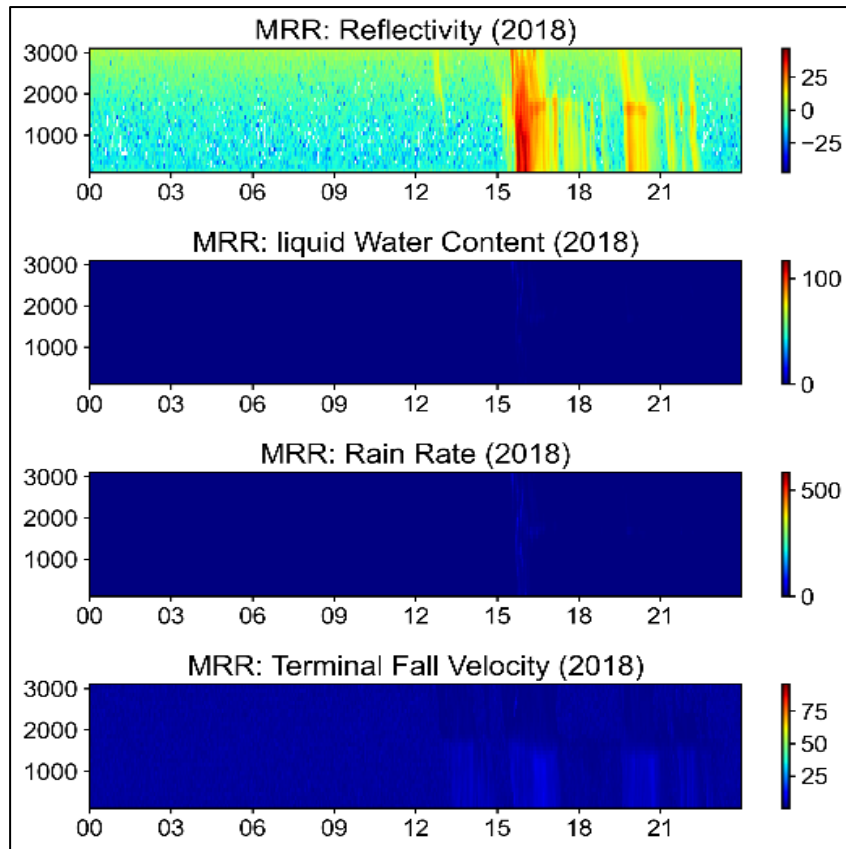 MRR: Reflectivity (2018)
3000
2000
1000
25
0
−25
00 03 06 09 12 15 18 21
MRR: liquid Water Content (2018)
3000
2000
1000
100
0
00 03 06 09 12 15 18 21
MRR: Rain Rate (2018)
3000
2000
1000
500
0
00 03 06 09 12 15 18 21
MRR: Terminal Fall Velocity (2018)
3000
2000
1000
75
50
25
00 03 06 09 12 15 18 21